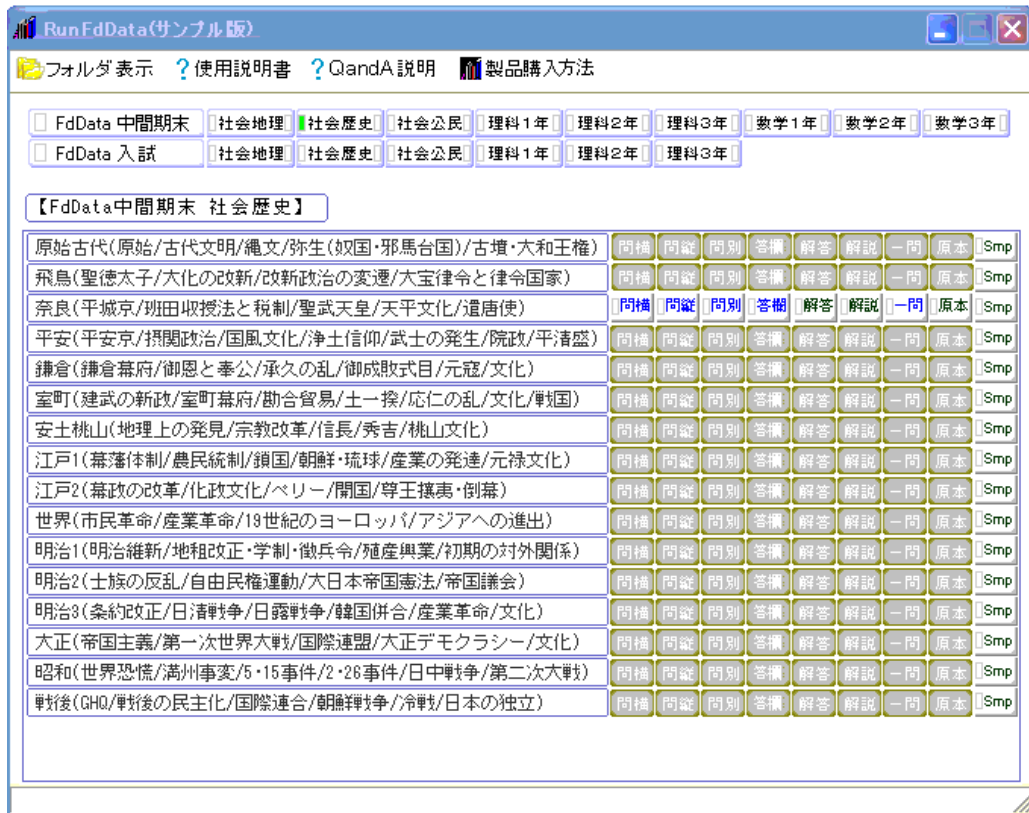 RunFdData(サンプル版)
フォルダ表示 ?使用説明書 ?QandA説明 製品購入方法
FdData 中間期末 社会地理 社会歴史 社会公民 理科1年 理科2年 理科3年 数学1年 数学2年 数学3年
FdData 入試 社会地理 社会歴史 社会公民 理科1年 理科2年 理科3年
【FdData中間期末 社会歴史】
原始古代(原始/古代文明/縄文/弥生(奴国・邪馬台国)/古墳・大和王権) 問横 問縦 問別 答欄 解答 解説 一問 原本 Smp
飛鳥(聖徳太子/大化の改新/改新政治の変遷/大宝律令と律令国家) 問横 問縦 問別 答欄 解答 解説 一問 原本 Smp
奈良(平城京/班田収授法と税制/聖武天皇/天平文化/遣唐使) 問横 問縦 問別 答欄 解答 解説 一問 原本 Smp
平安(平安京/摂関政治/国風文化/浄土信仰/武士の発生/院政/平清盛) 問横 問縦 問別 答欄 解答 解説 一問 原本 Smp
鎌倉(鎌倉幕府/御恩と奉公/承久の乱/御成敗式目/元寇/文化) 問横 問縦 問別 答欄 解答 解説 一問 原本 Smp
室町(建武の新政/室町幕府/勘合貿易/土一揆/応仁の乱/文化/戦国) 問横 問縦 問別 答欄 解答 解説 一問 原本 Smp
安土桃山(地理上の発見/宗教改革/信長/秀吉/桃山文化) 問横 問縦 問別 答欄 解答 解説 一問 原本 Smp
江戸1(幕藩体制/農民統制/鎖国/朝鮮・琉球/産業の発達/元禄文化) 問横 問縦 問別 答欄 解答 解説 一問 原本 Smp
江戸2(幕政の改革/化政文化/ペリー/開国/尊王攘夷・倒幕) 問横 問縦 問別 答欄 解答 解説 一問 原本 Smp
世界(市民革命/産業革命/19世紀のヨーロッパ/アジアへの進出) 問横 問縦 問別 答欄 解答 解説 一問 原本 Smp
明治1(明治維新/地租改正・学制・徴兵令/殖産興業/初期の対外関係) 問横 問縦 問別 答欄 解答 解説 一問 原本 Smp
明治2(士族の反乱/自由民権運動/大日本帝国憲法/帝国議会) 問横 問縦 問別 答欄 解答 解説 一問 原本 Smp
明治3(条約改正/日清戦争/日露戦争/韓国併合/産業革命/文化) 問横 問縦 問別 答欄 解答 解説 一問 原本 Smp
大正(帝国主義/第一次世界大戦/国際連盟/大正デモクラシー/文化) 問横 問縦 問別 答欄 解答 解説 一問 原本 Smp
昭和(世界恐慌/満州事変/5・15事件/2・26事件/日中戦争/第二次大戦) 問横 問縦 問別 答欄 解答 解説 一問 原本 Smp
戦後(GHQ/戦後の民主化/国際連合/朝鮮戦争/冷戦/日本の独立) 問横 問縦 問別 答欄 解答 解説 一問 原本 Smp